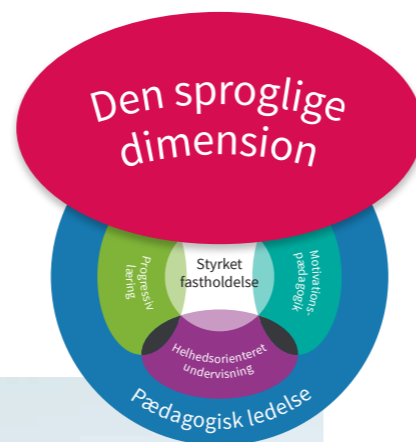 Den sproglige
dimension
Styrket
fastholdelse
Progressiv
læring
Motivations-
pædagogik
Helhedsorienteret
undervisning
Pædagogisk ledelse